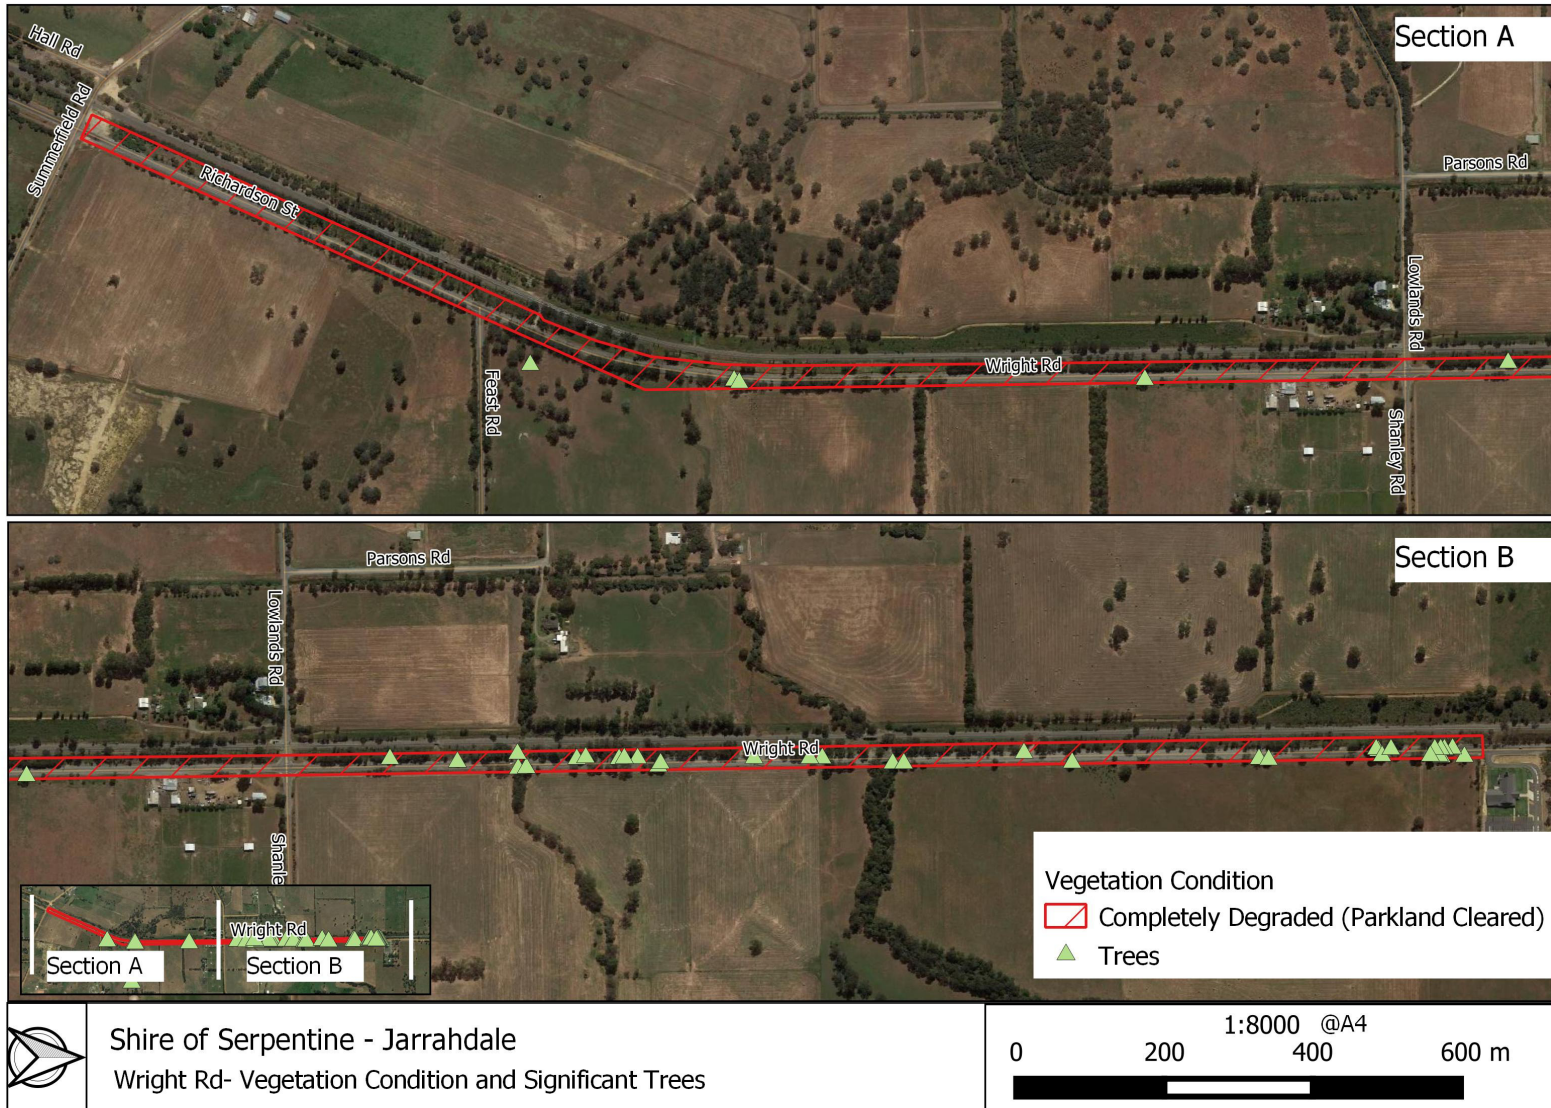 Section A
Hall Rd
Summerfield Rd
Richardson St
Parsons Rd
Lowlands Rd
Wright Rd
Feast Rd
Shanley Rd
Section B
Parsons Rd
Lowlands Rd
Wright Rd
Shanle
Vegetation Condition
Completely Degraded (Parkland Cleared)
Trees
Wright Rd
Section A
Section B
Shire of Serpentine - Jarrahdale
Wright Rd- Vegetation Condition and Significant Trees
1:8000 @A4
0 200 400 600 m